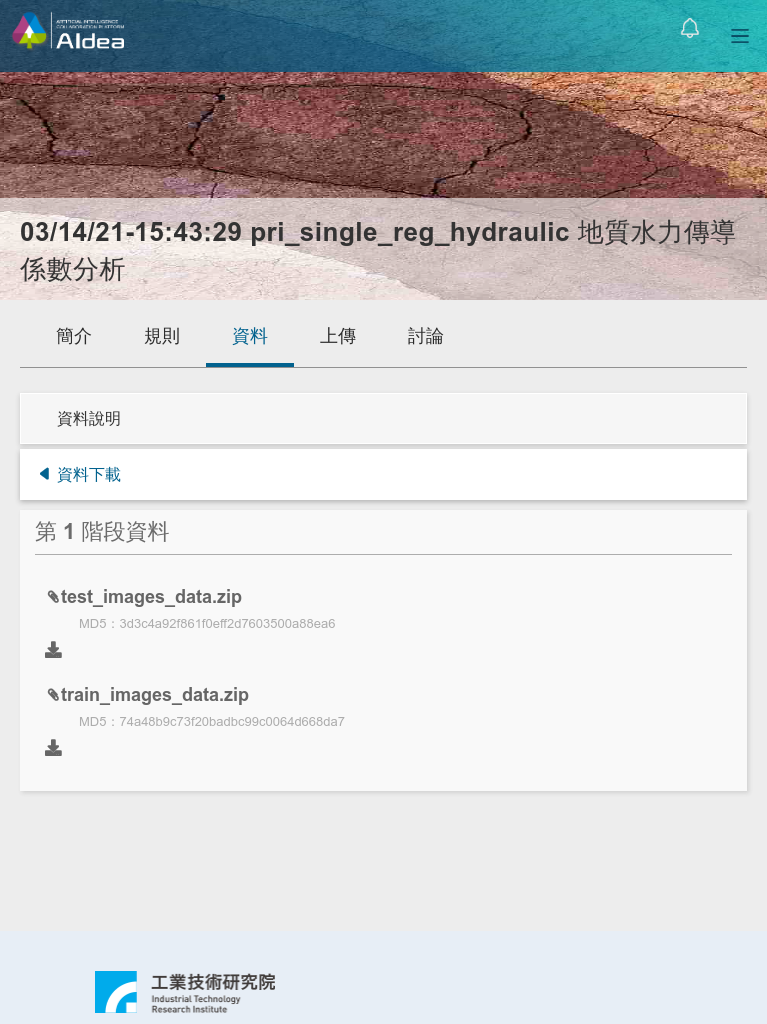 ARTIFICIAL INTELLIGENCE
COLLABORATION PLATFORM
AIdea
03/14/21-15:43:29 pri_single_reg_hydraulic 地質水力傳導
係數分析
簡介 規則 資料 上傳 討論
資料說明
資料下載
第 1 階段資料
test_images_data.zip
MD5：3d3c4a92f861f0eff2d7603500a88ea6
train_images_data.zip
MD5：74a48b9c73f20badbc99c0064d668da7
工業技術研究院
Industrial Technology
Research Institute